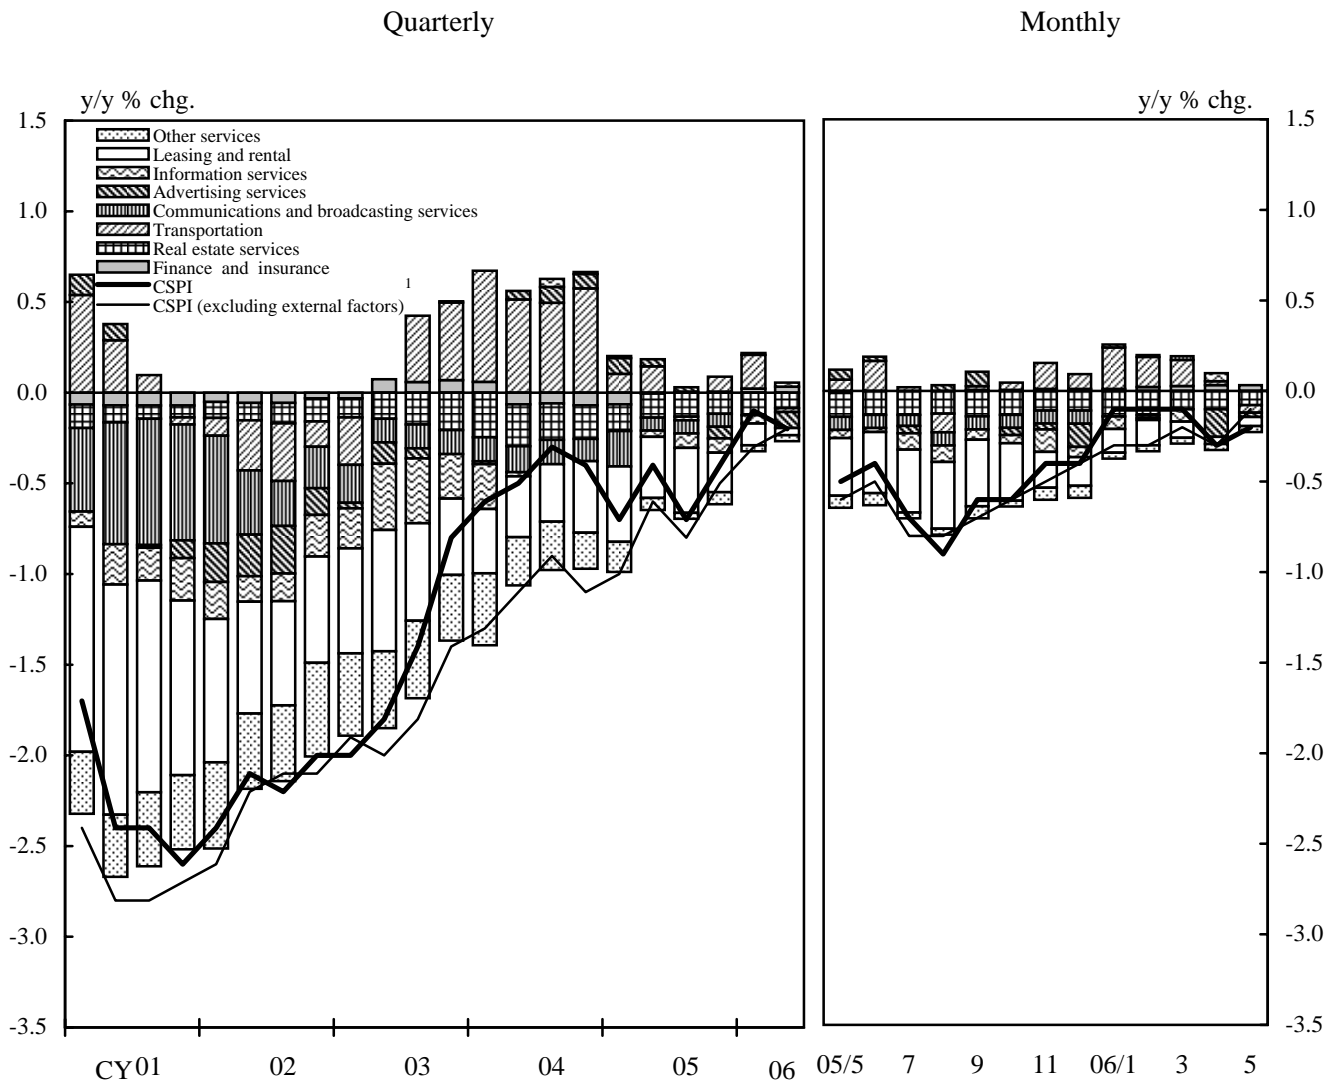 Quarterly
Monthly
y/y % chg.
y/y % chg.
1.5
1.0
0.5
0.0
-0.5
-1.0
-1.5
-2.0
-2.5
-3.0
-3.5
Other services
Leasing and rental
Information services
Advertising services
Communications and broadcasting services
Transportation
Real estate services
Finance and insurance
CSPI
CSPI (excluding external factors) 1
1.5
1.0
0.5
0.0
-0.5
-1.0
-1.5
-2.0
-2.5
-3.0
-3.5
CY 01 02 03 04 05 06
05/5 7 9 11 06/1 3 5